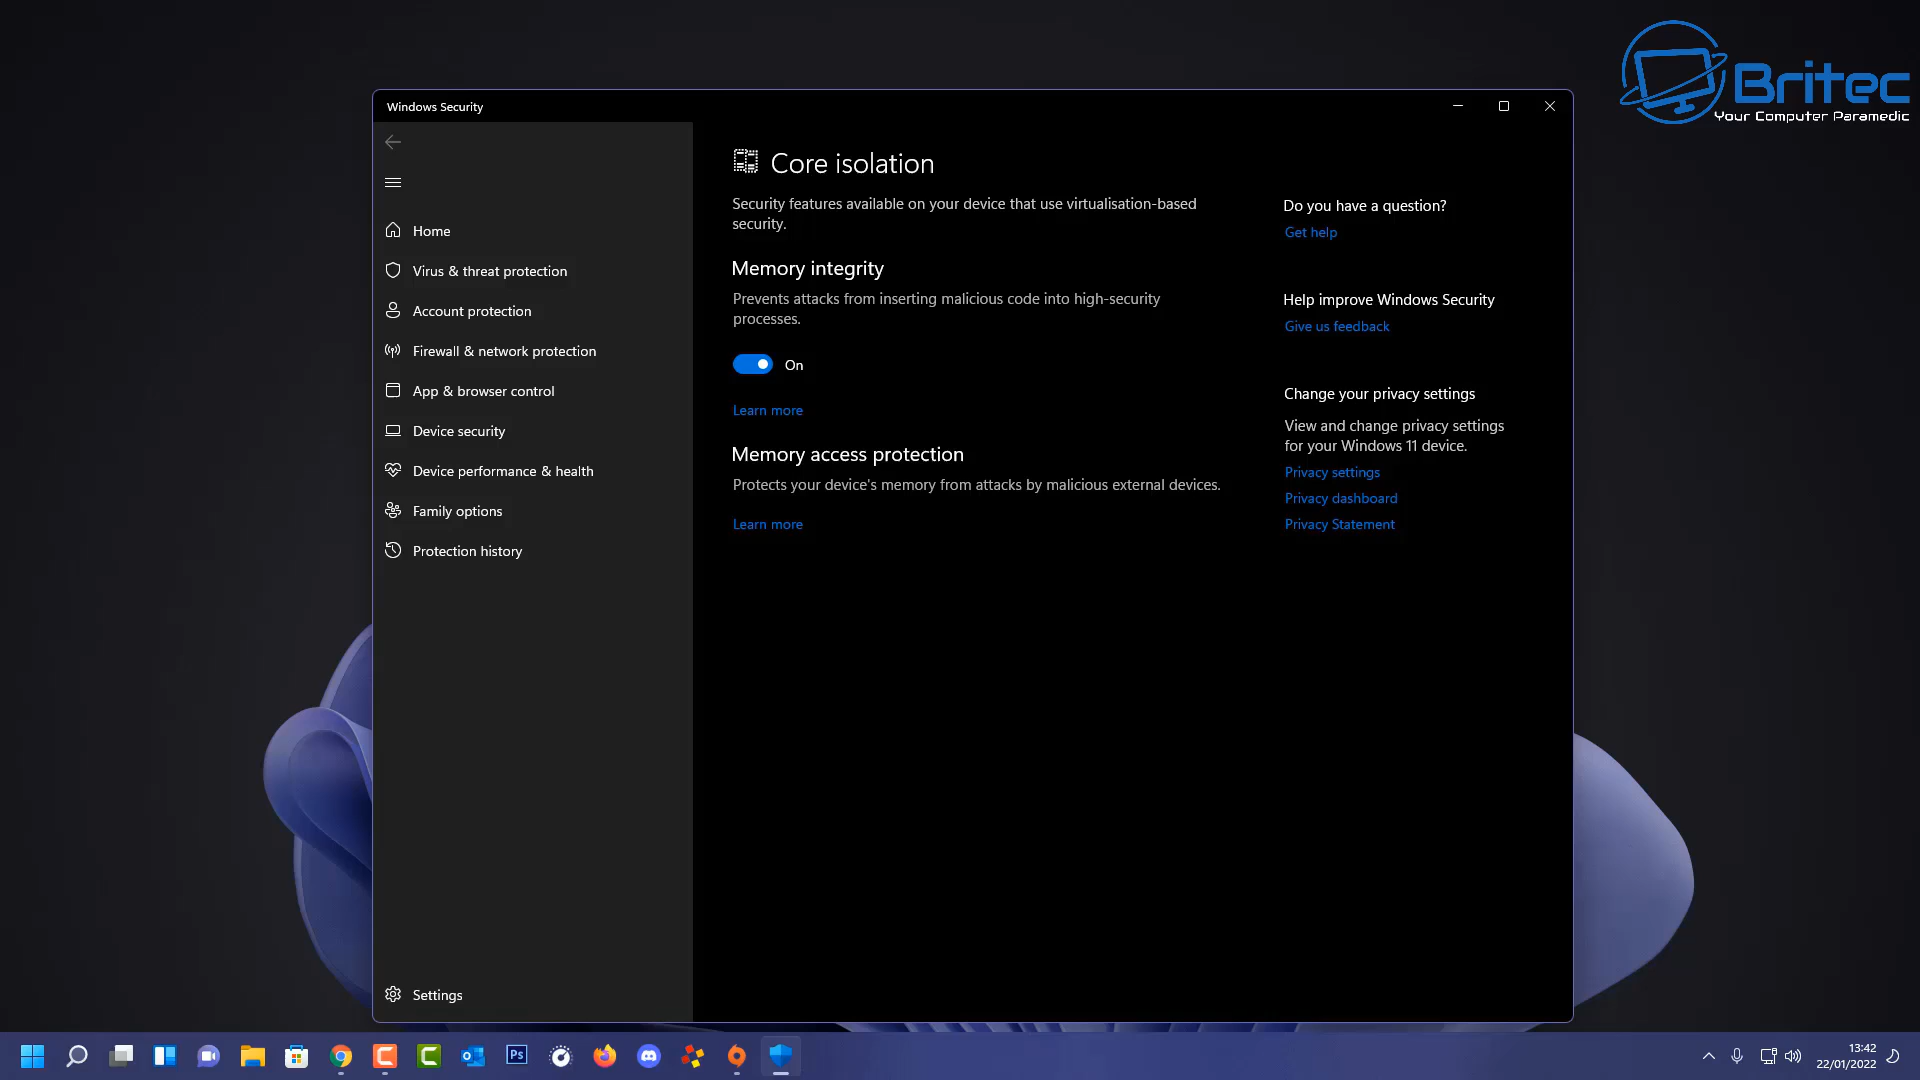 Britec
Your Computer Paramedic
Windows Security
Home
Virus & threat protection
Account protection
Firewall & network protection
App & browser control
Device security
Device performance & health
Family options
Protection history
Settings
Core isolation
Security features available on your device that use virtualisation-based
security.
Memory integrity
Prevents attacks from inserting malicious code into high-security
processes.
On
Learn more
Memory access protection
Protects your device's memory from attacks by malicious external devices.
Learn more
Do you have a question?
Get help
Help improve Windows Security
Give us feedback
Change your privacy settings
View and change privacy settings
for your Windows 11 device.
Privacy settings
Privacy dashboard
Privacy Statement
Ps
13:42
22/01/2022